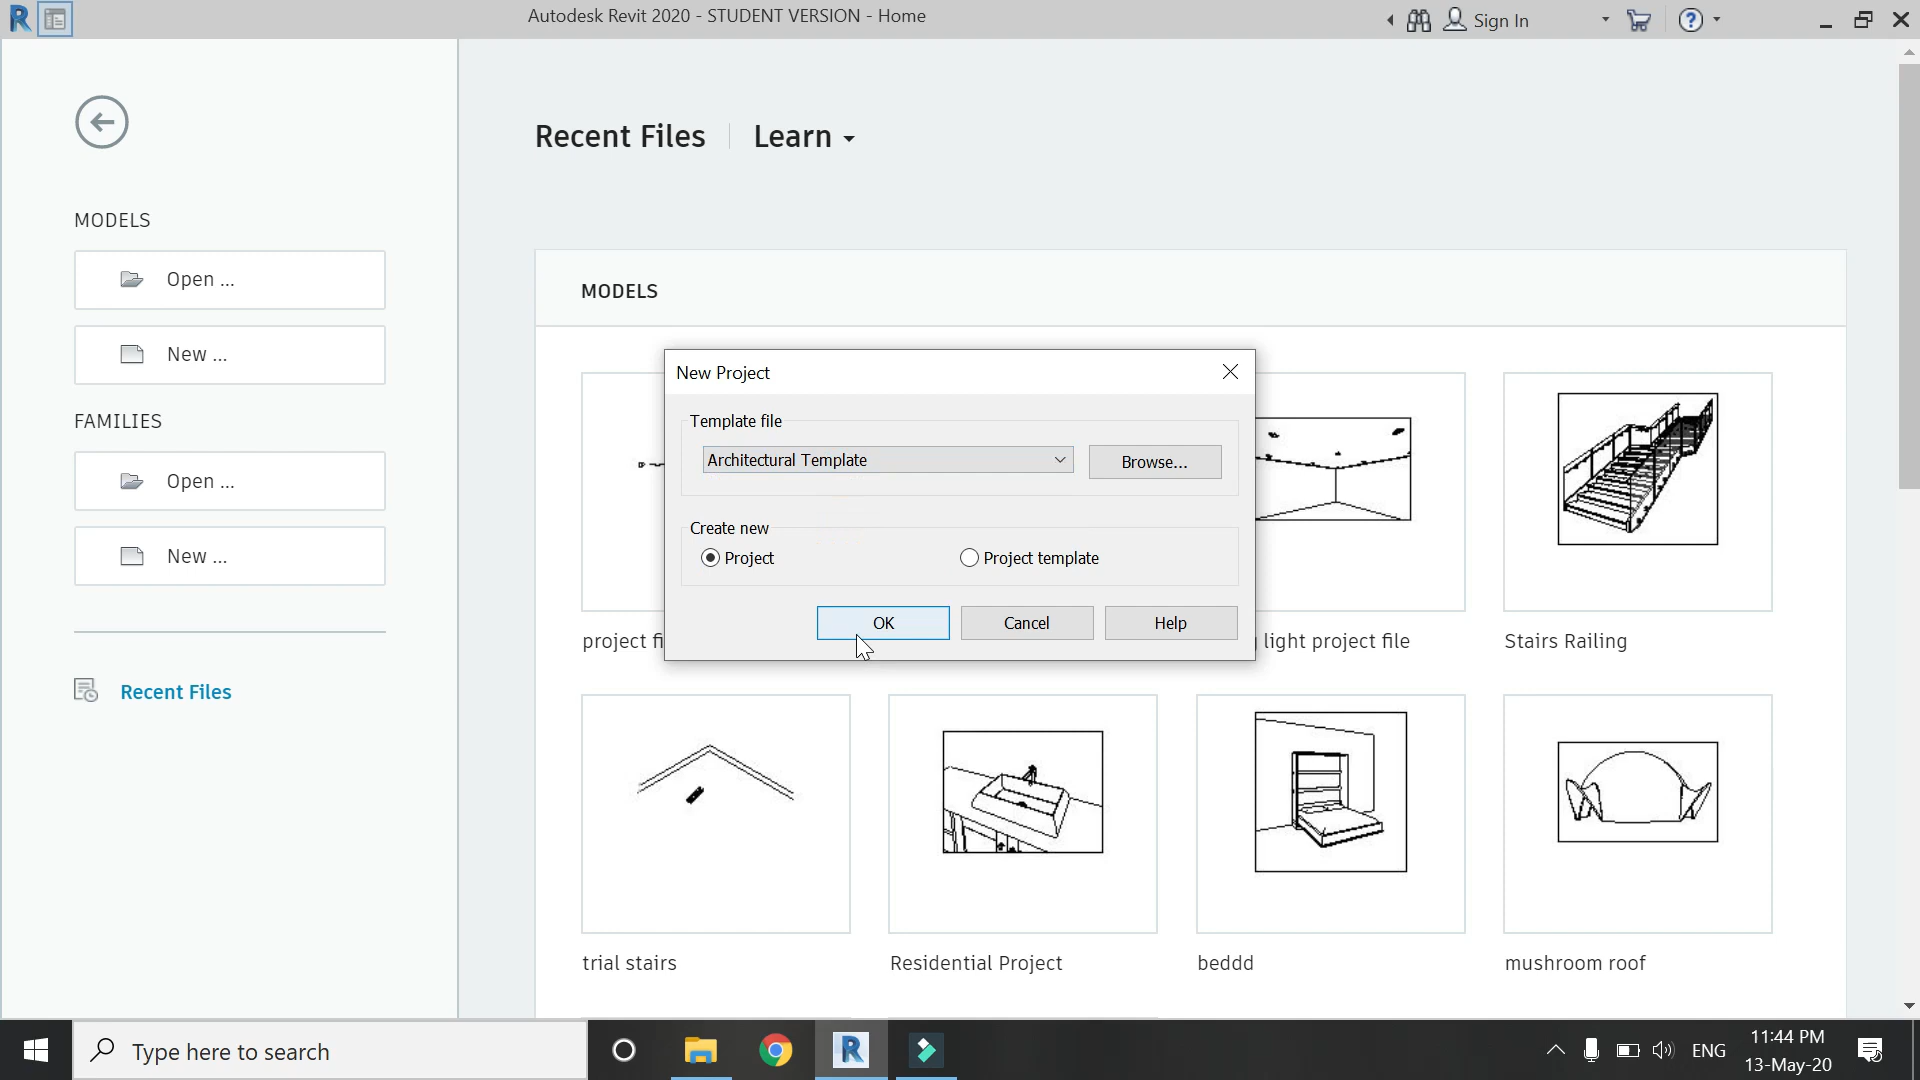 Autodesk Revit 2020 - STUDENT VERSION - Home
Sign In
Recent Files
Learn
MODELS
Open ...
New ...
FAMILIES
Open ...
New ...
Recent Files
MODELS
New Project
Template file
Architectural Template
Browse...
Create new
Project
Project template
OK
Cancel
Help
project
light project file
Stairs Railing
trial stairs
Residential Project
beddd
mushroom roof
Type here to search
ENG
11:44 PM
13-May-20